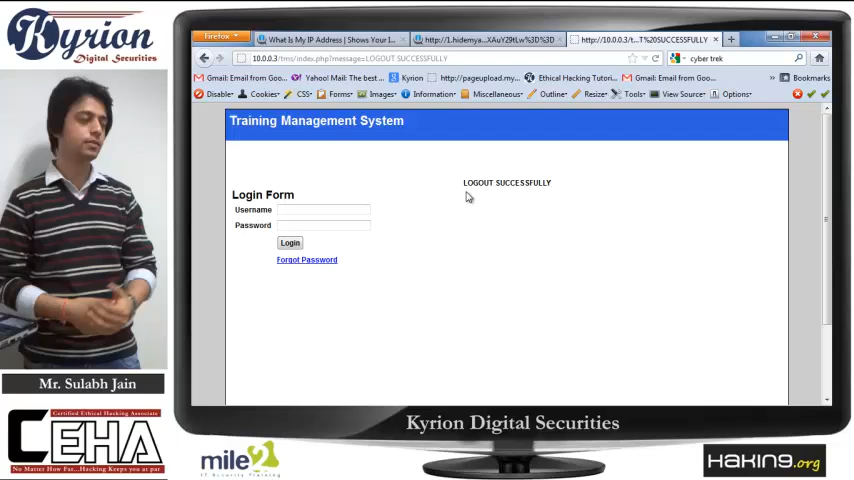 Kyrion
Digital Securities
Firefox
What Is My IP Address | Shows Your I...
http://1.hidemya...XAuY29tLw%3D%3D
http://10.0.0.3/t...T%20SUCCESSFULLY
10.0.0.3/tms/index.php?message=LOGOUT SUCCESSFULLY
cyber trek
Gmail: Email from Goo...
Yahoo! Mail: The best ...
Kyrion
http://pageupload.my...
Ethical Hacking Tutori...
Gmail: Email from Goo...
Bookmarks
Disable
Cookies
CSS
Forms
Images
Information
Miscellaneous
Outline
Resize
Tools
View Source
Options
Training Management System
LOGOUT SUCCESSFULLY
Login Form
Username
Password
Login
Forgot Password
Mr. Sulabh Jain
Kyrion Digital Securities
Certified Ethical Hacking Associate
CEHA
No Matter How Far...Hacking Keeps you at par
mile2
IT Security Training
HAKIN9.org